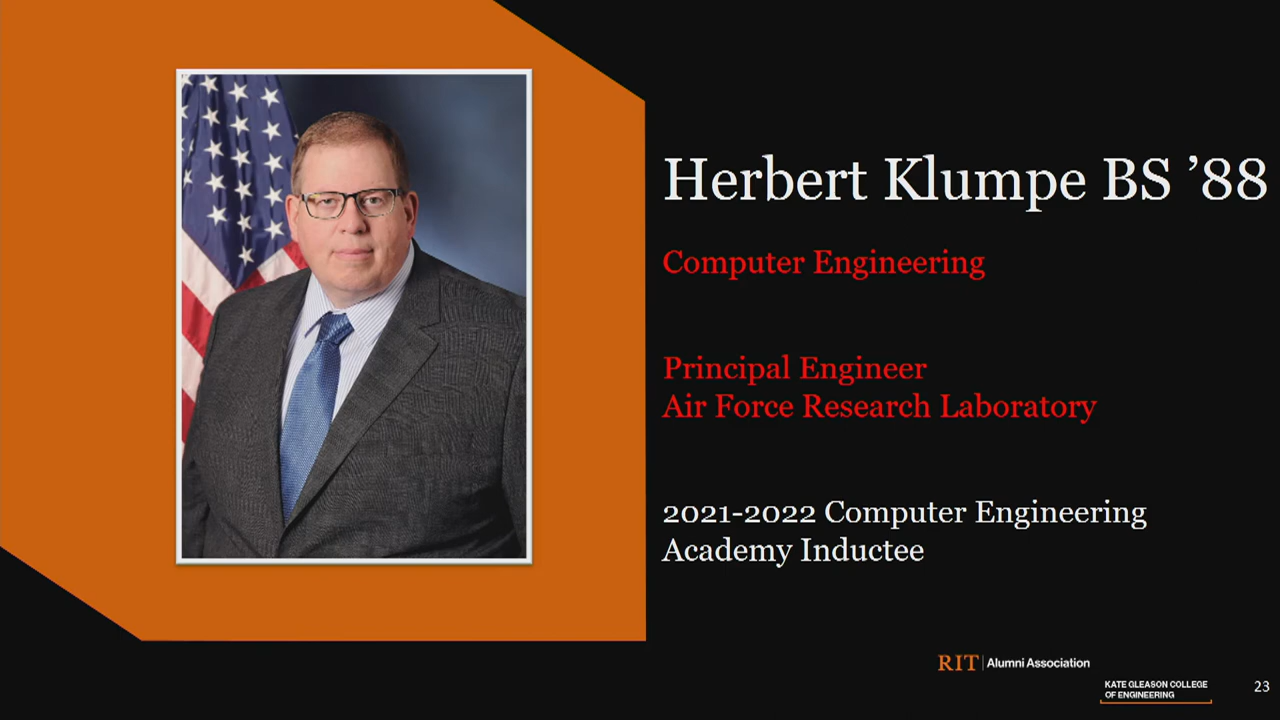 Herbert Klumpe BS ’88
Computer Engineering
Principal Engineer
Air Force Research Laboratory
2021-2022 Computer Engineering
Academy Inductee
RIT | Alumni Association
KATE GLEASON COLLEGE
OF ENGINEERING
23